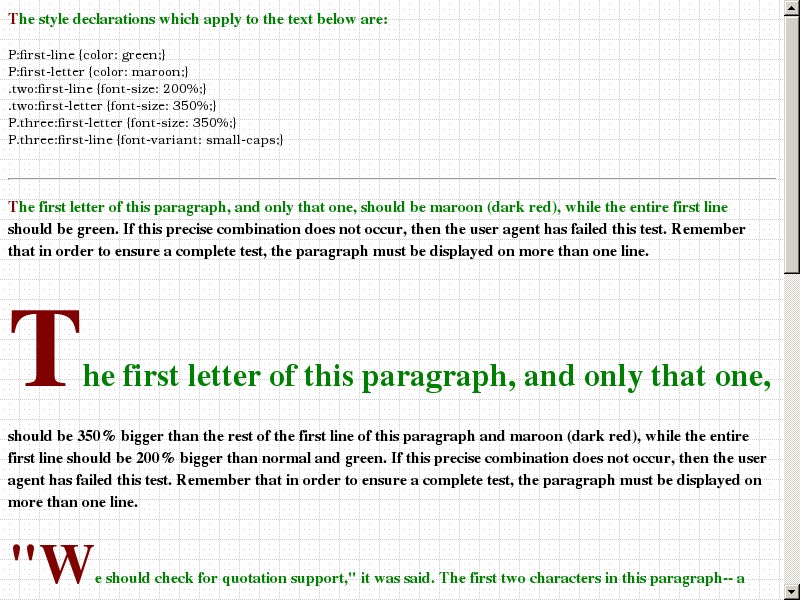 The style declarations which apply to the text below are:
P:first-line {color: green;}
P:first-letter {color: maroon;}
.two:first-line {font-size: 200%;}
.two:first-letter {font-size: 350%;}
P.three:first-letter {font-size: 350%;}
P.three:first-line {font-variant: small-caps;}
The first letter of this paragraph, and only that one, should be maroon (dark red), while the entire first line
should be green. If this precise combination does not occur, then the user agent has failed this test. Remember
that in order to ensure a complete test, the paragraph must be displayed on more than one line.
The first letter of this paragraph, and only that one,
should be 350% bigger than the rest of the first line of this paragraph and maroon (dark red), while the entire
first line should be 200% bigger than normal and green. If this precise combination does not occur, then the user
agent has failed this test. Remember that in order to ensure a complete test, the paragraph must be displayed on
more than one line.
"We should check for quotation support," it was said. The first two characters in this paragraph-- a